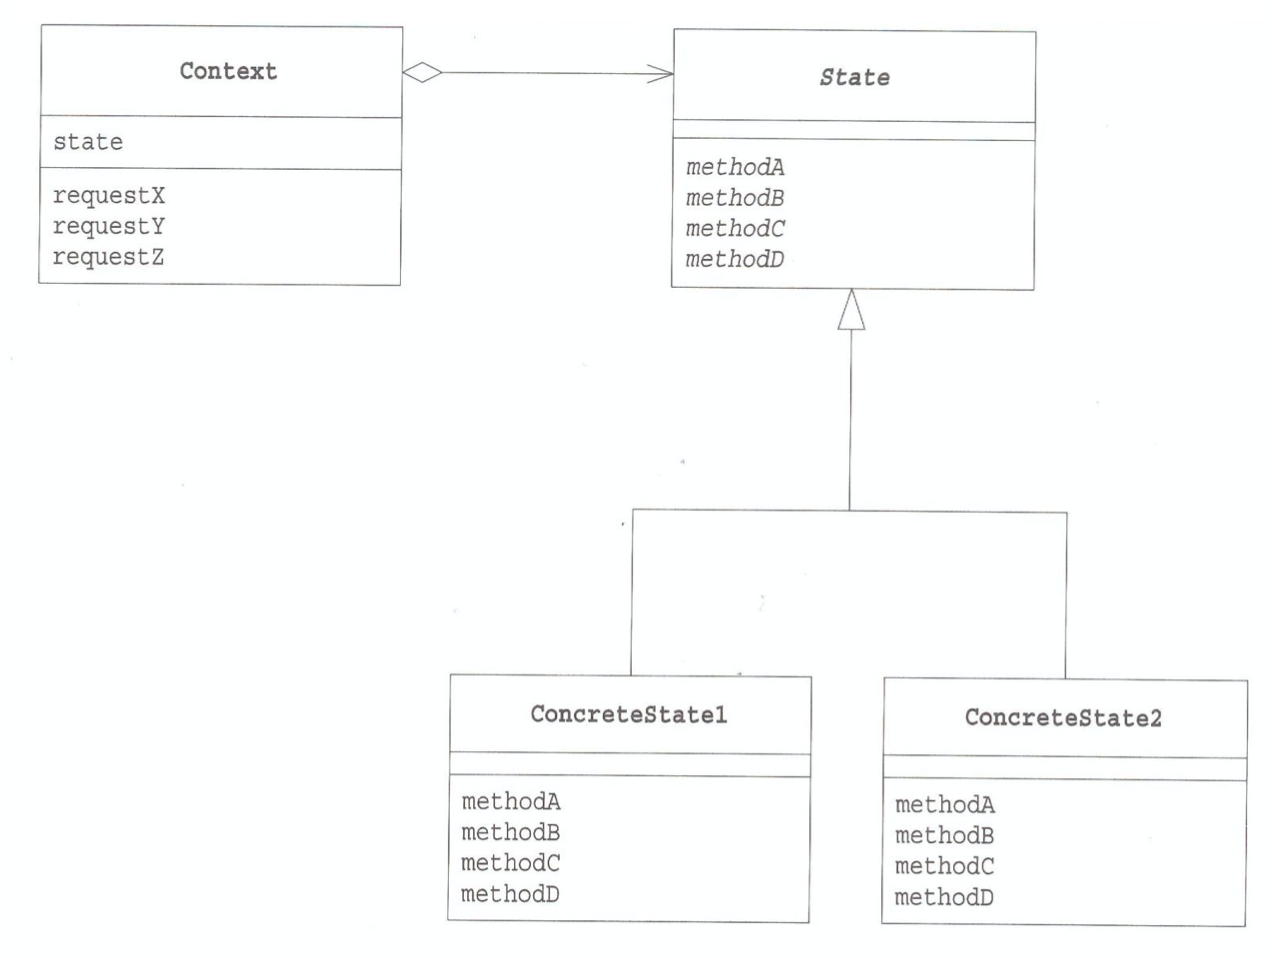 Context
state
requestX
requestY
requestZ
State
methodA
methodB
methodC
methodD
ConcreteState1
methodA
methodB
methodC
methodD
ConcreteState2
methodA
methodB
methodC
methodD